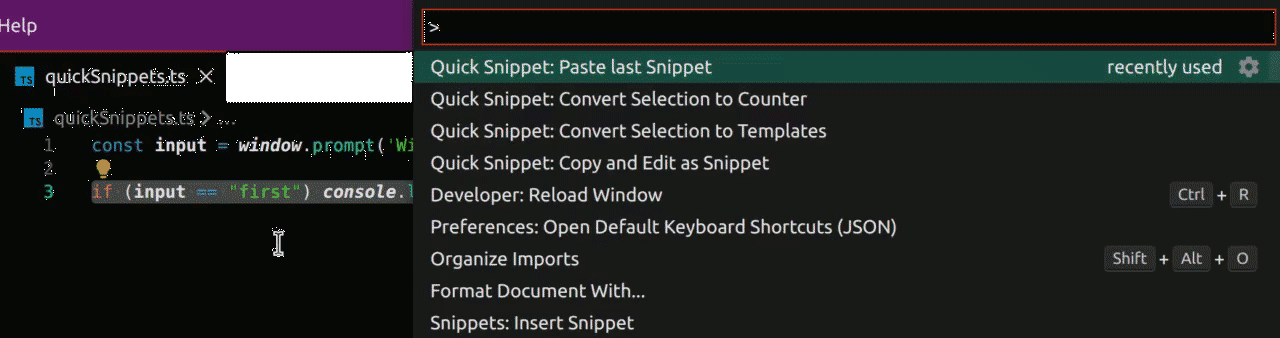 Help
>
TS quickSnippets.ts
Quick Snippet: Paste last Snippet recently used
TS quickSnippets.ts > ...
Quick Snippet: Convert Selection to Counter
Quick Snippet: Convert Selection to Templates
1 const input = window.prompt('Wi
Quick Snippet: Copy and Edit as Snippet
2
3 if (input == "first") console.l
Developer: Reload Window Ctrl + R
Preferences: Open Default Keyboard Shortcuts (JSON)
Organize Imports Shift + Alt + O
Format Document With...
Snippets: Insert Snippet